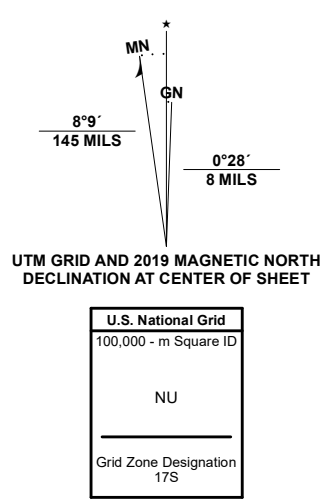 ★
MN
GN
8°9´
145 MILS
0°28´
8 MILS
UTM GRID AND 2019 MAGNETIC NORTH
DECLINATION AT CENTER OF SHEET
U.S. National Grid
100,000 - m Square ID
NU
Grid Zone Designation
17S